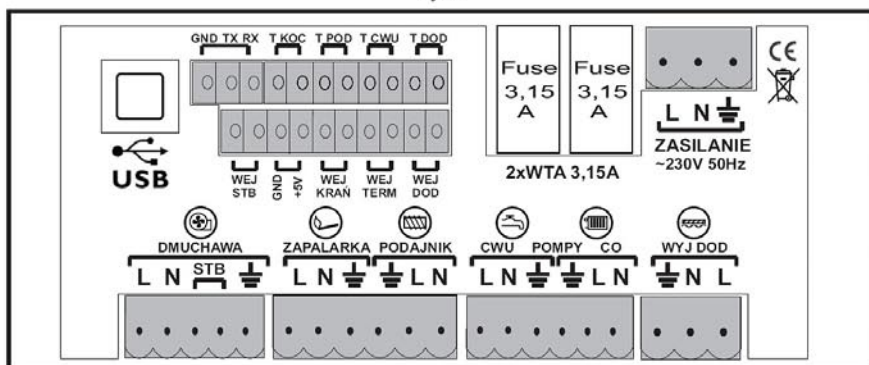 GND TX RX T KOC T POD T CWU T DOD
Fuse
3,15
A
Fuse
3,15
A
CE
L N
ZASILANIE
~230V 50Hz
USB
WEJ
STB
GND
+5V
WEJ
KRAŃ
WEJ
TERM
WEJ
DOD
2xWTA 3,15A
DMUCHAWA ZAPALARKA PODAJNIK CWU POMPY CO WYJ DOD
L N STB L N L N L N L N N L